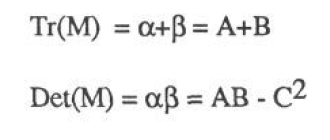 Tr(M) = α+β = A+B
Det(M) = αβ = AB - C²